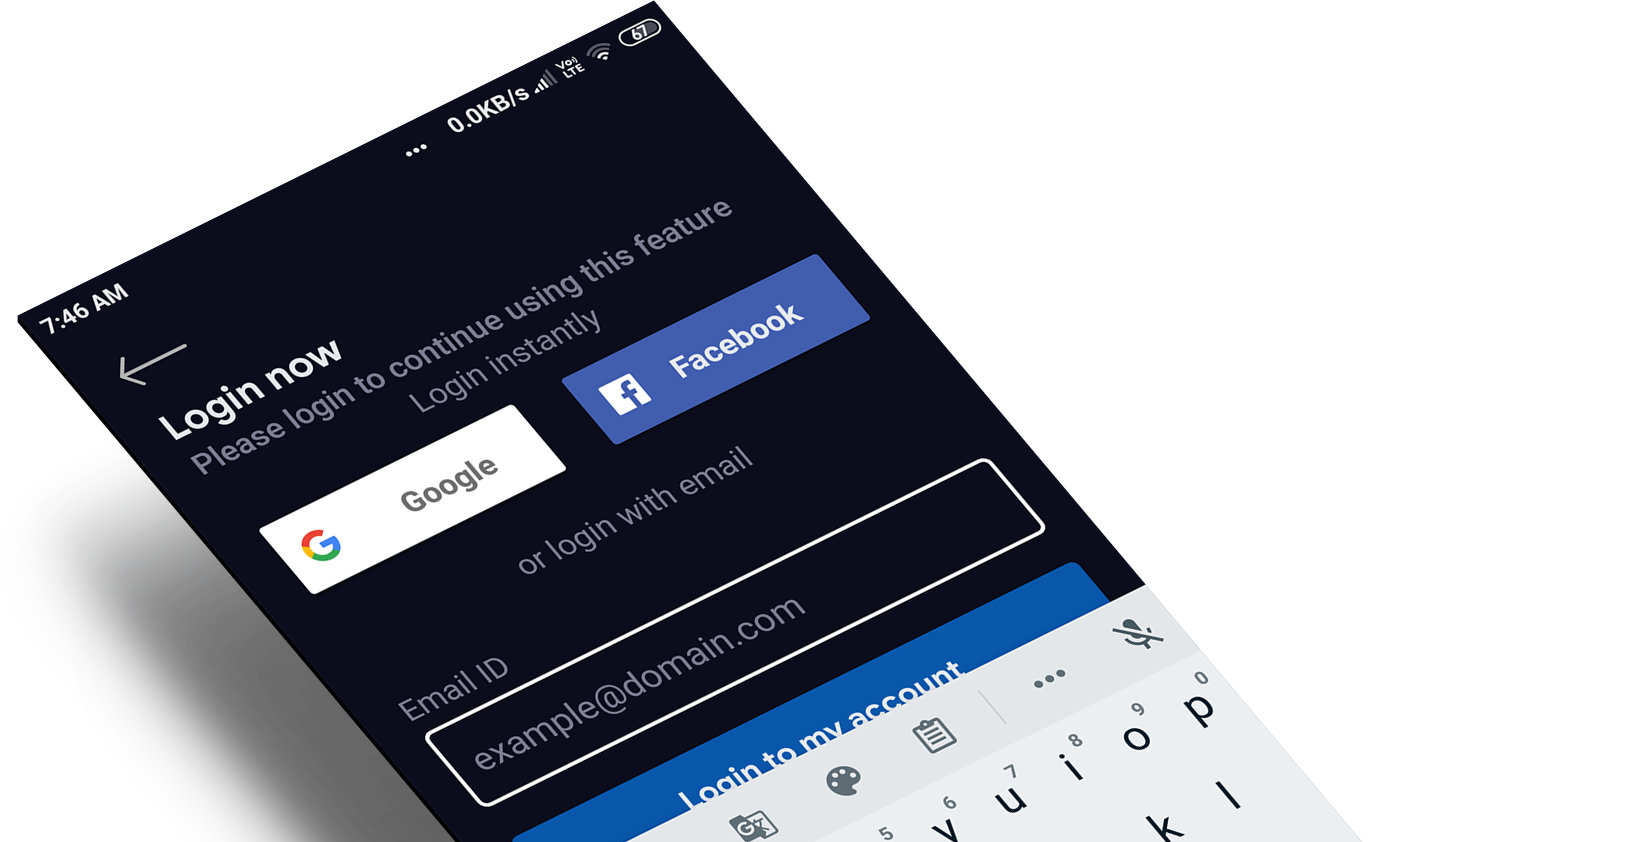 7:46 AM
... 0.0KB/s Vo)) LTE 67
Login now
Please login to continue using this feature
Login instantly
G Google
f Facebook
or login with email
Email ID
example@domain.com
Login to my account
G
5 6 7 8 9 0
y u i o p
k l